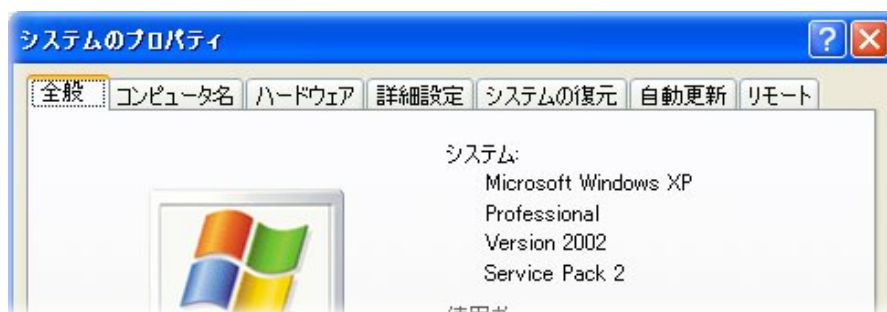 システムのプロパティ
全般 コンピュータ名 ハードウェア 詳細設定 システムの復元 自動更新 リモート
システム:
Microsoft Windows XP
Professional
Version 2002
Service Pack 2